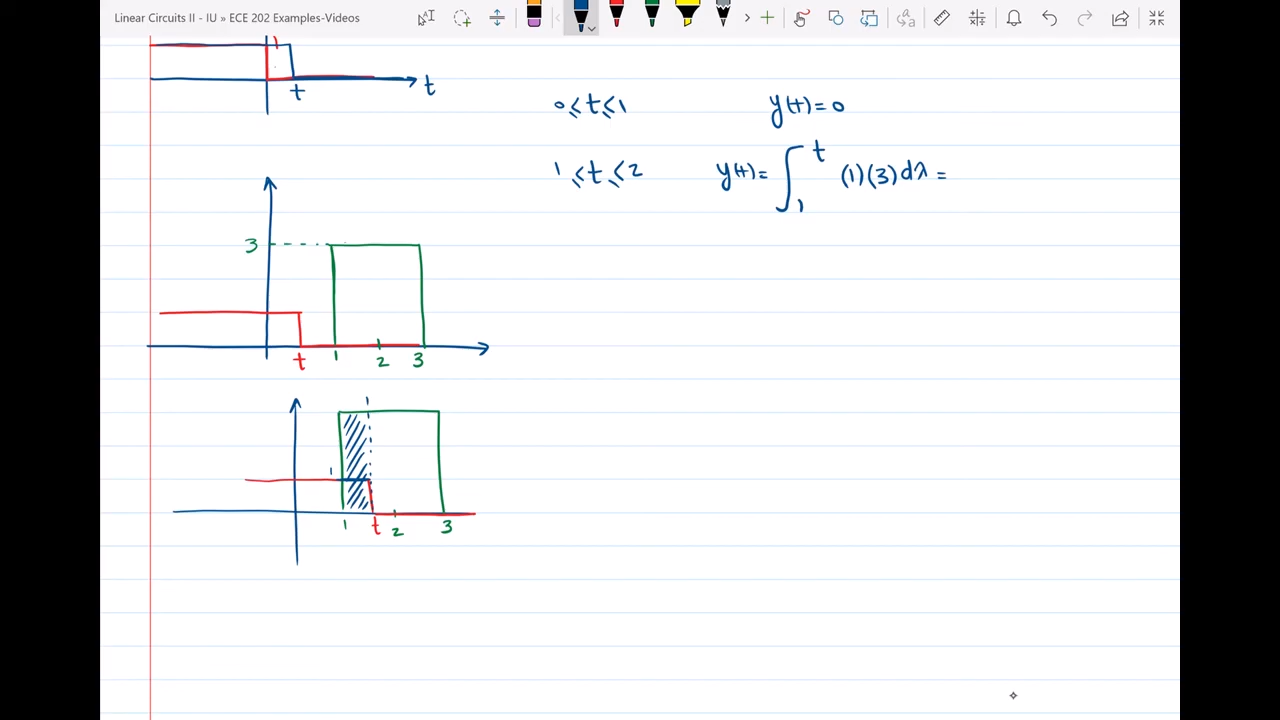 Linear Circuits II - IU » ECE 202 Examples-Videos
t
t
0 ≤ t ≤ 1 y(t) = 0
1 ≤ t ≤ 2 y(t) = ∫₁ᵗ (1)(3) dλ =
3
t 1 2 3
1
1
1 t 2 3